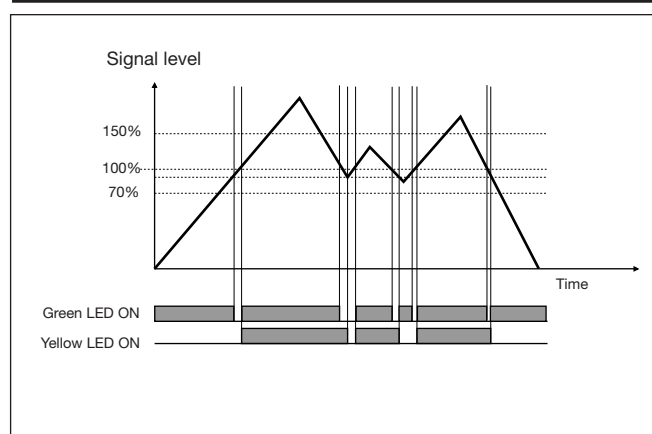 Signal level
150%
100%
70%
Time
Green LED ON
Yellow LED ON